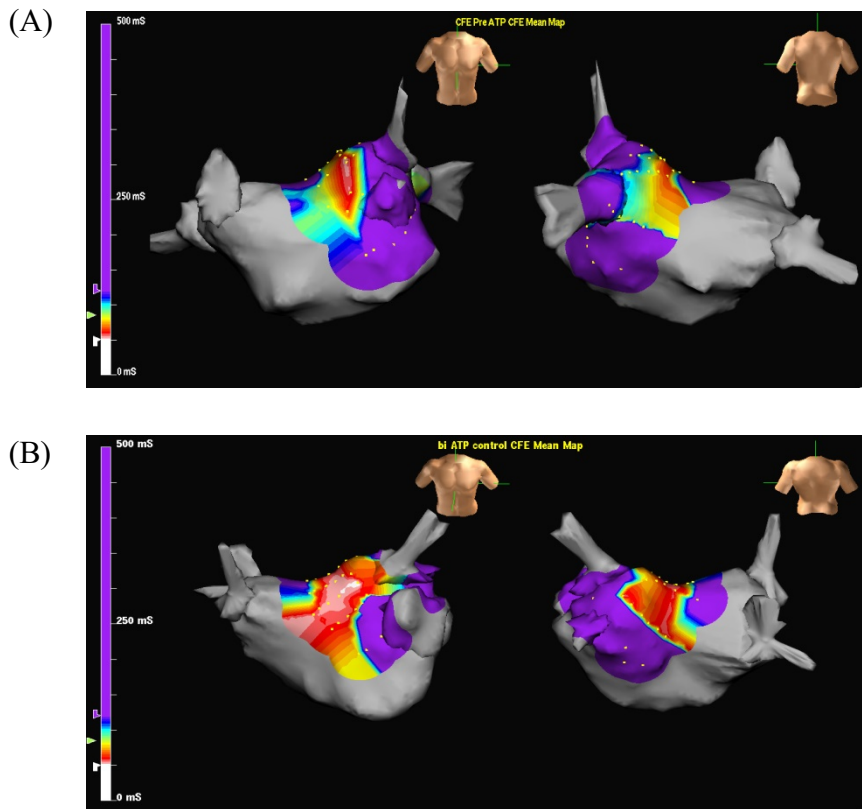 (A)
500 mS
CFE Pre ATP CFE Mean Map
250 mS
0 mS
(B)
500 mS
bi ATP control CFE Mean Map
250 mS
0 mS